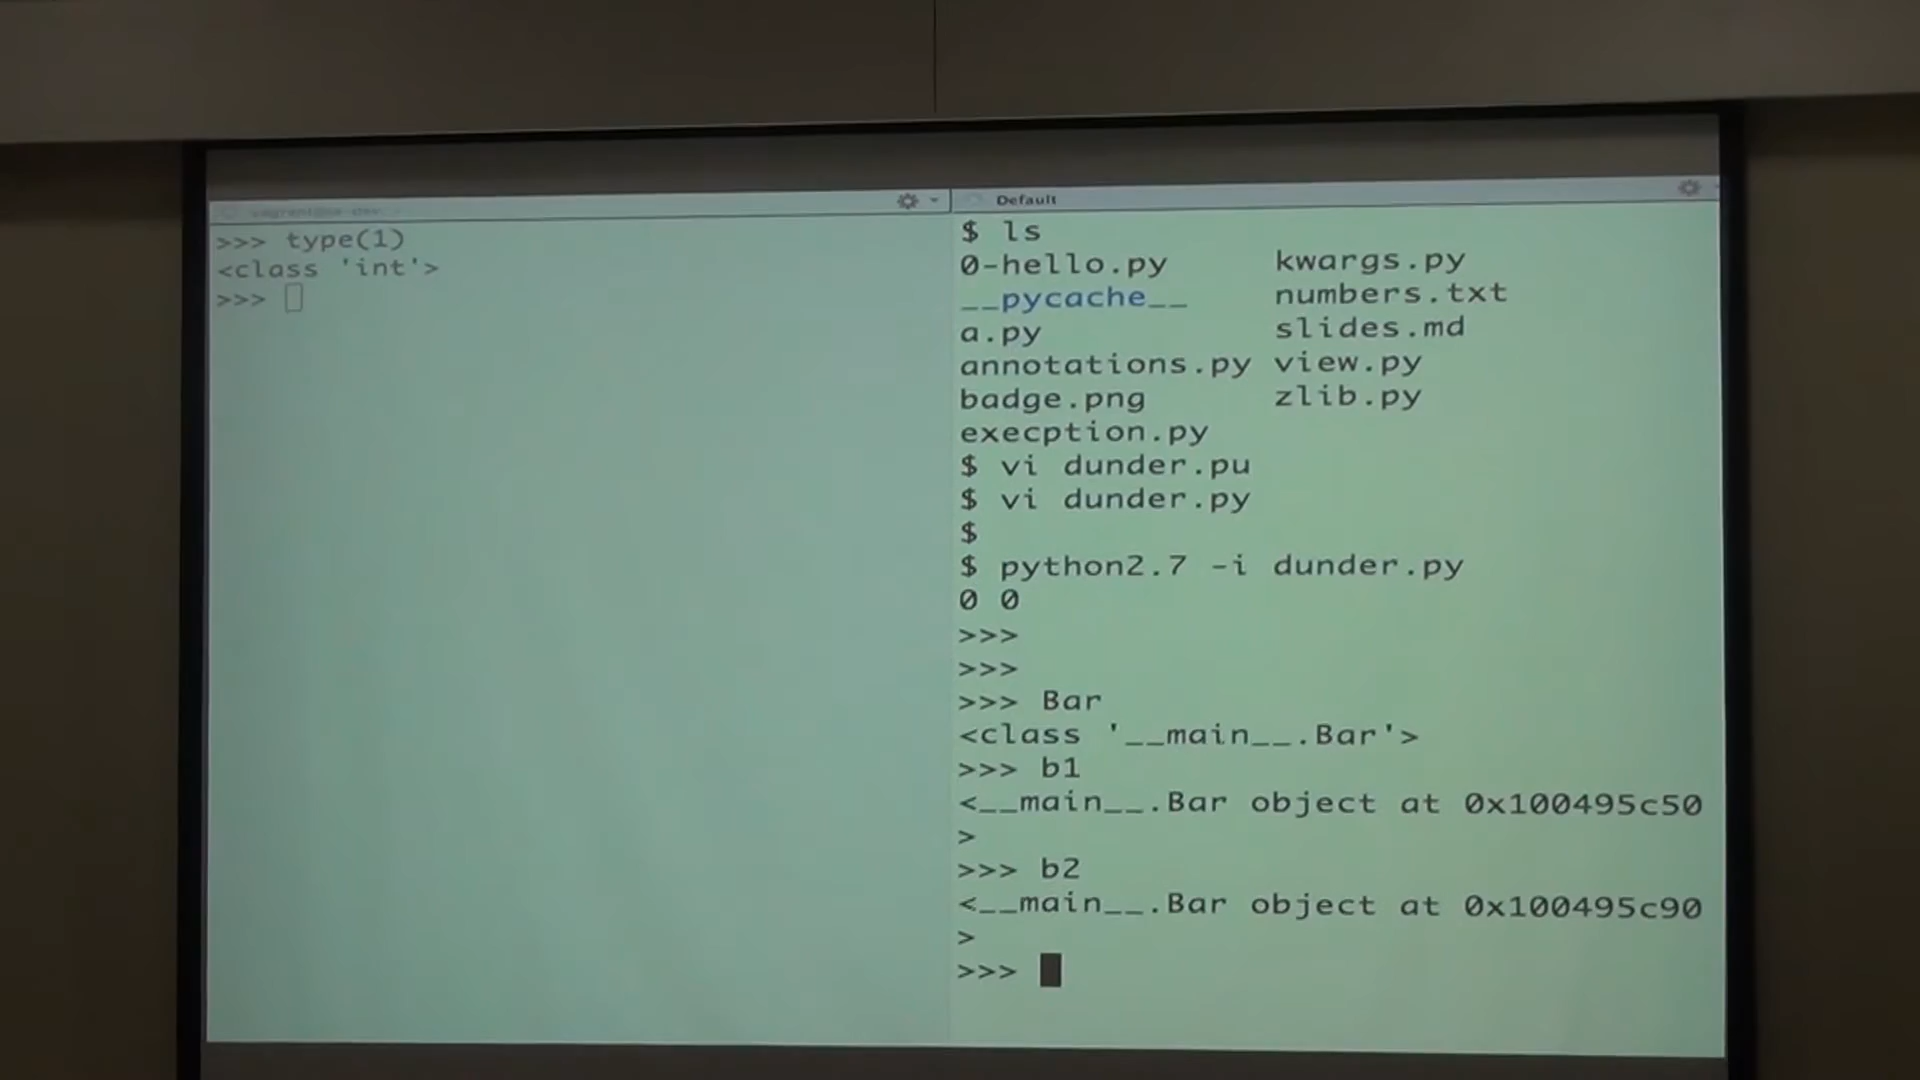 >>> type(1)
<class 'int'>
>>>
Default
$ ls
0-hello.py kwargs.py
__pycache__ numbers.txt
a.py slides.md
annotations.py view.py
badge.png zlib.py
execption.py
$ vi dunder.pu
$ vi dunder.py
$
$ python2.7 -i dunder.py
0 0
>>>
>>>
>>> Bar
<class '__main__.Bar'>
>>> b1
<__main__.Bar object at 0x100495c50
>
>>> b2
<__main__.Bar object at 0x100495c90
>
>>>